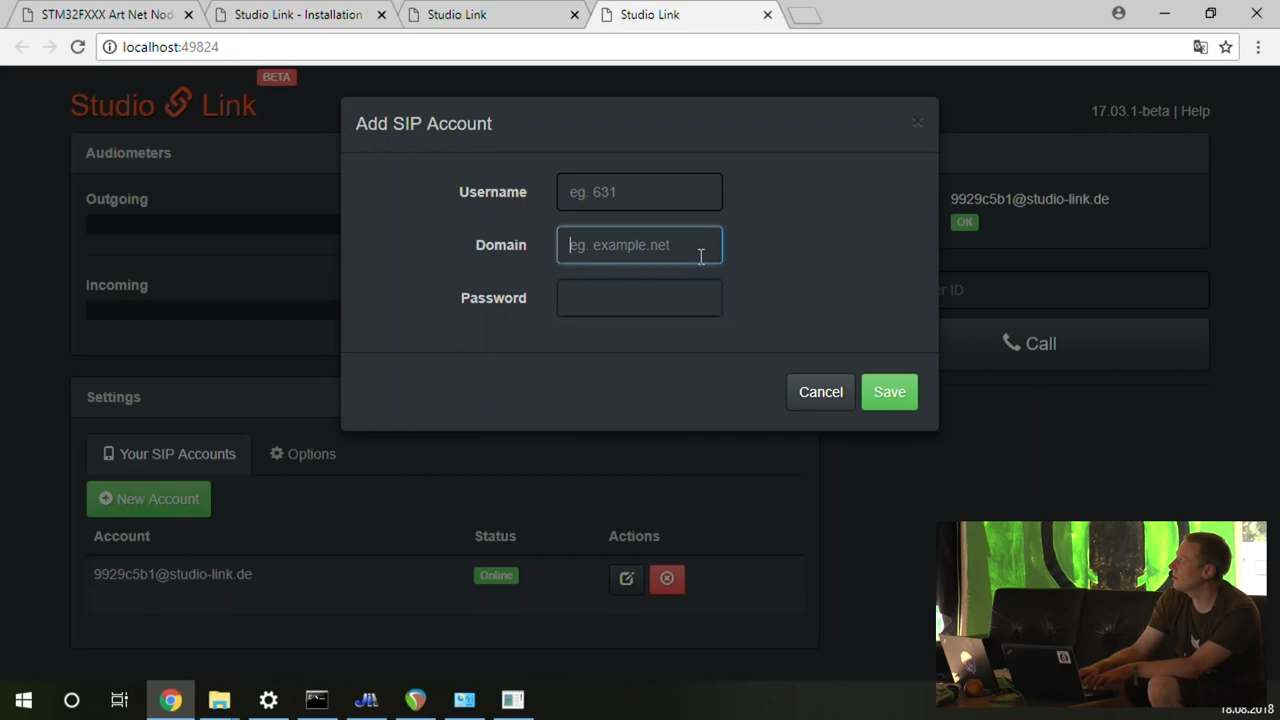 STM32FXXX Art Net Nod
Studio Link - Installation
Studio Link
Studio Link
localhost:49824
BETA
Studio Link
17.03.1-beta | Help
Add SIP Account
Audiometers
Outgoing
Incoming
Username
eg. 631
Domain
eg. example.net
Password
Cancel
Save
9929c5b1@studio-link.de
OK
er ID
Call
Settings
Your SIP Accounts
Options
New Account
Account
Status
Actions
9929c5b1@studio-link.de
Online
18.08.2018